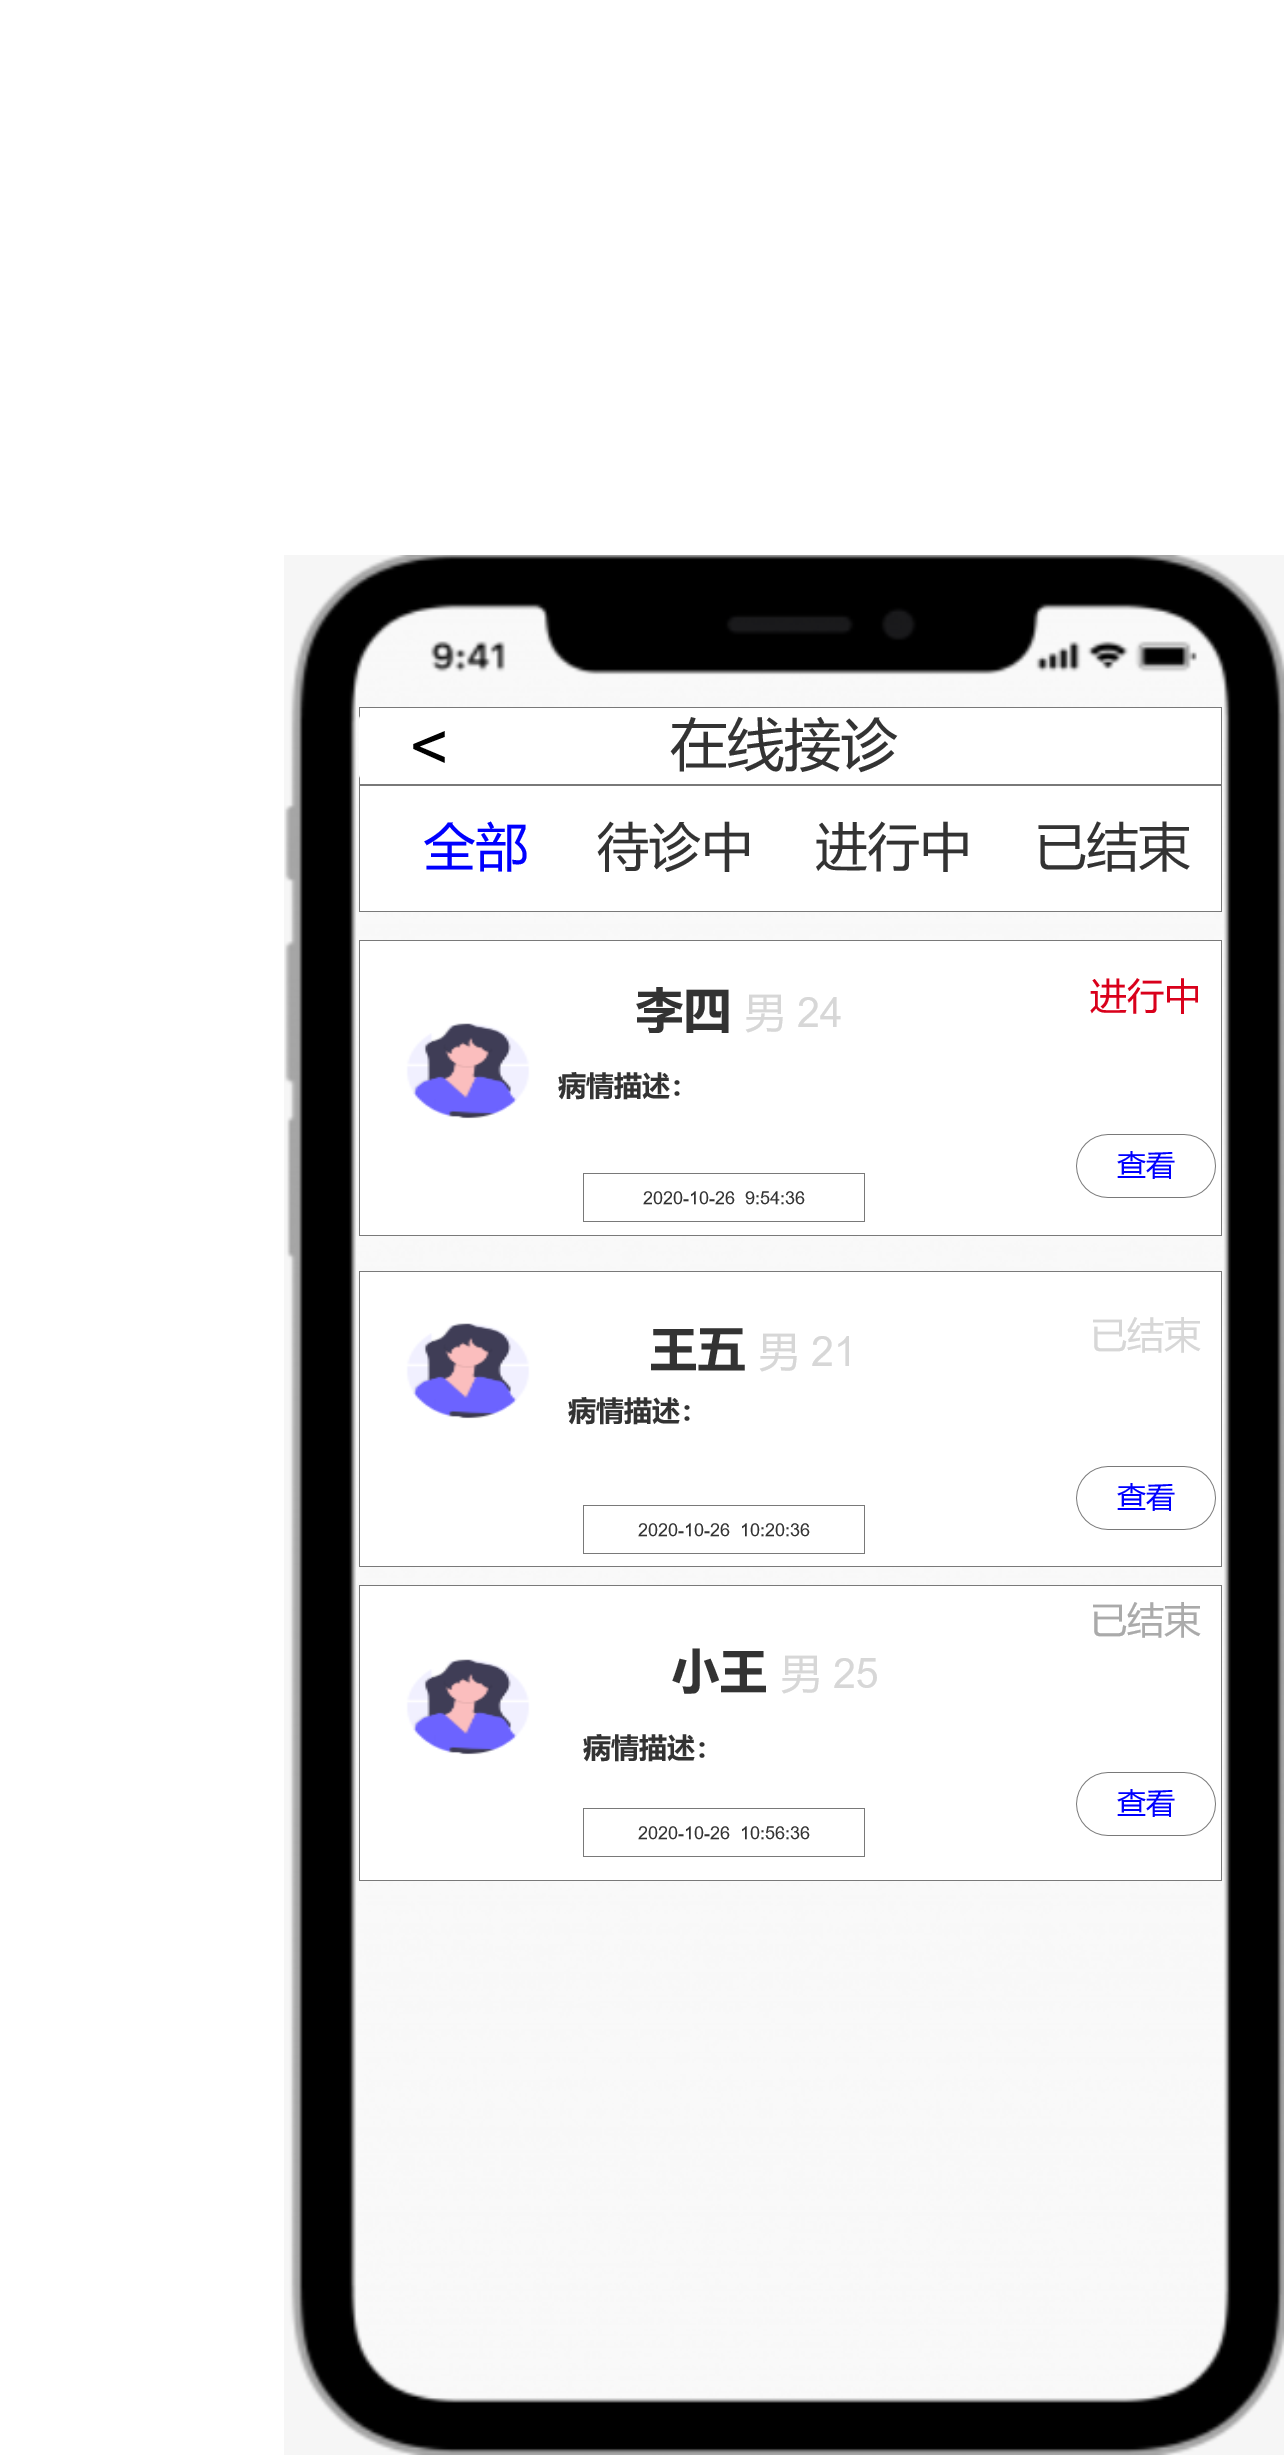 9:41
< 在线接诊
全部 待诊中 进行中 已结束
李四 男 24 进行中
病情描述：
查看
2020-10-26 9:54:36
王五 男 21 已结束
病情描述：
查看
2020-10-26 10:20:36
已结束
小王 男 25
病情描述：
查看
2020-10-26 10:56:36